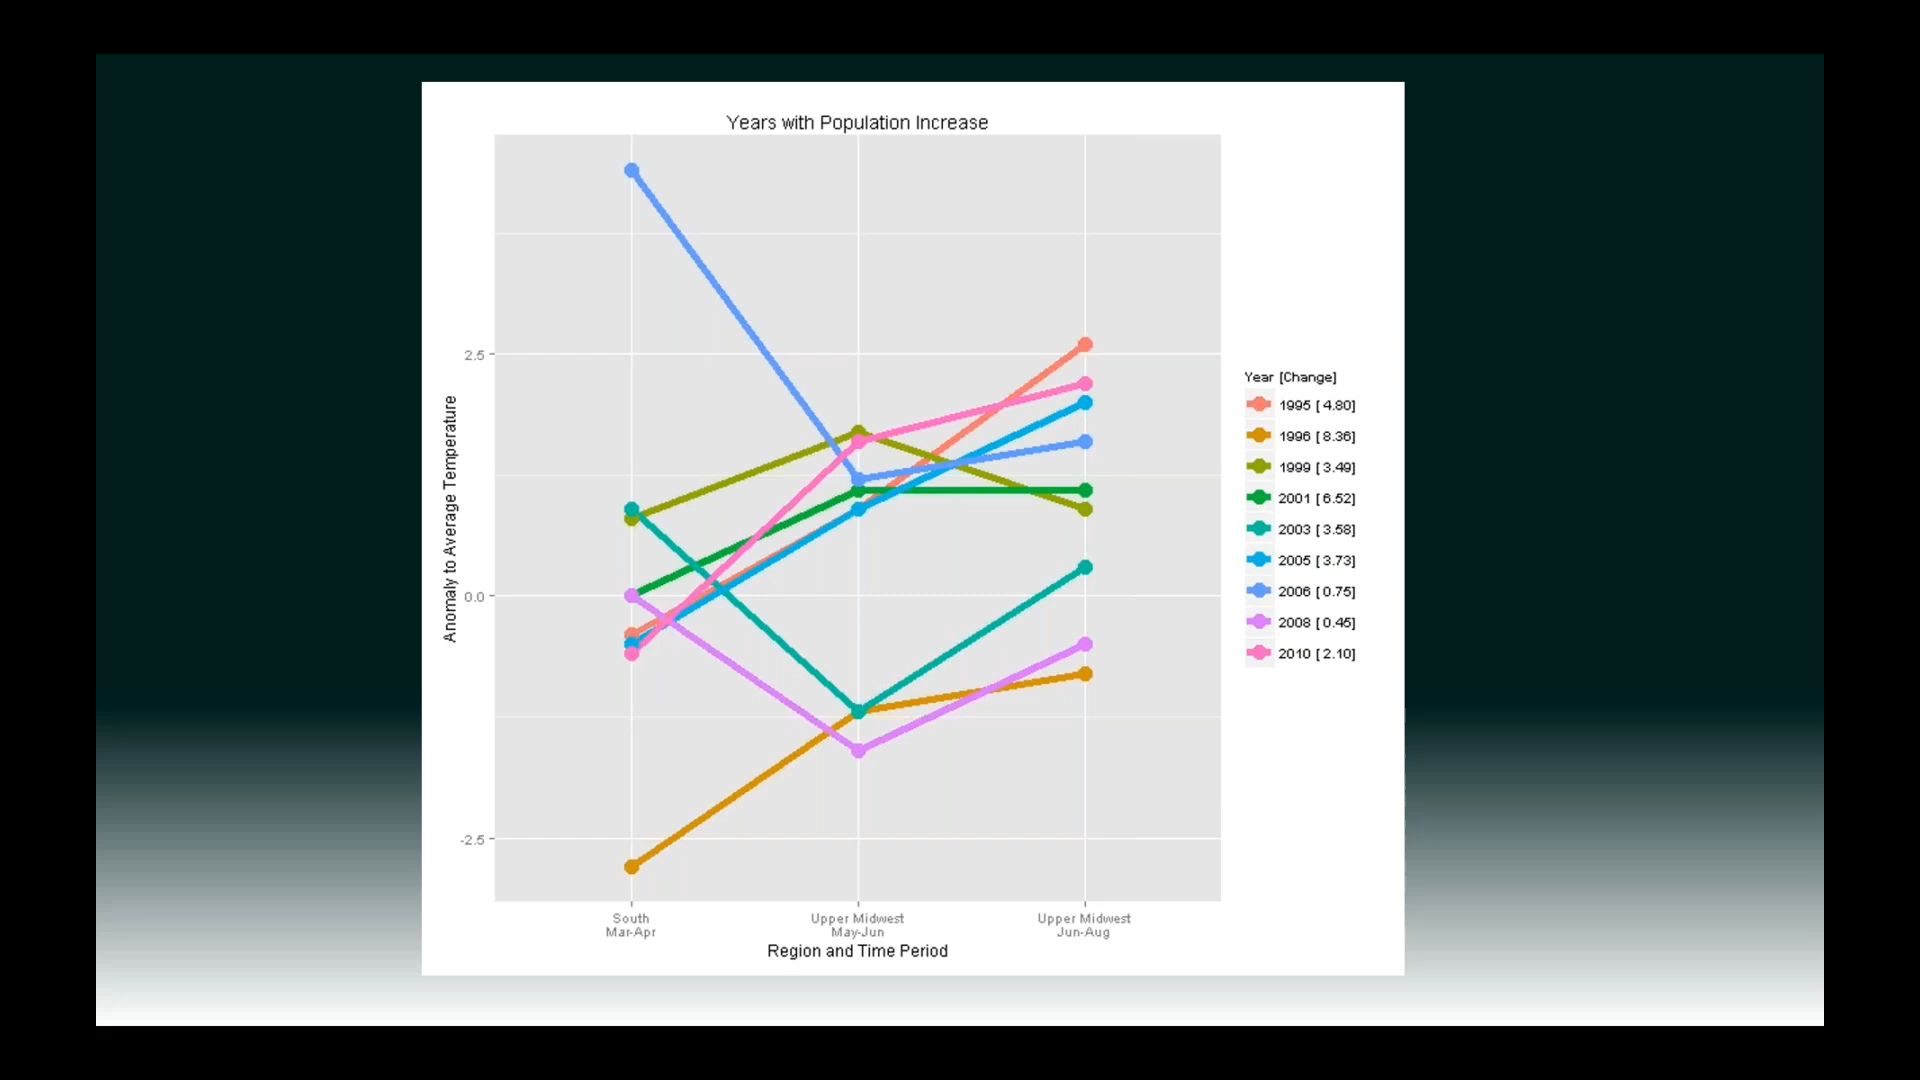 Years with Population Increase
Anomaly to Average Temperature
2.5
0.0
-2.5
South
Mar-Apr
Upper Midwest
May-Jun
Upper Midwest
Jun-Aug
Region and Time Period
Year [Change]
1995 [ 4.80]
1996 [ 8.36]
1999 [ 3.49]
2001 [ 6.52]
2003 [ 3.58]
2005 [ 3.73]
2006 [ 0.75]
2008 [ 0.45]
2010 [ 2.10]